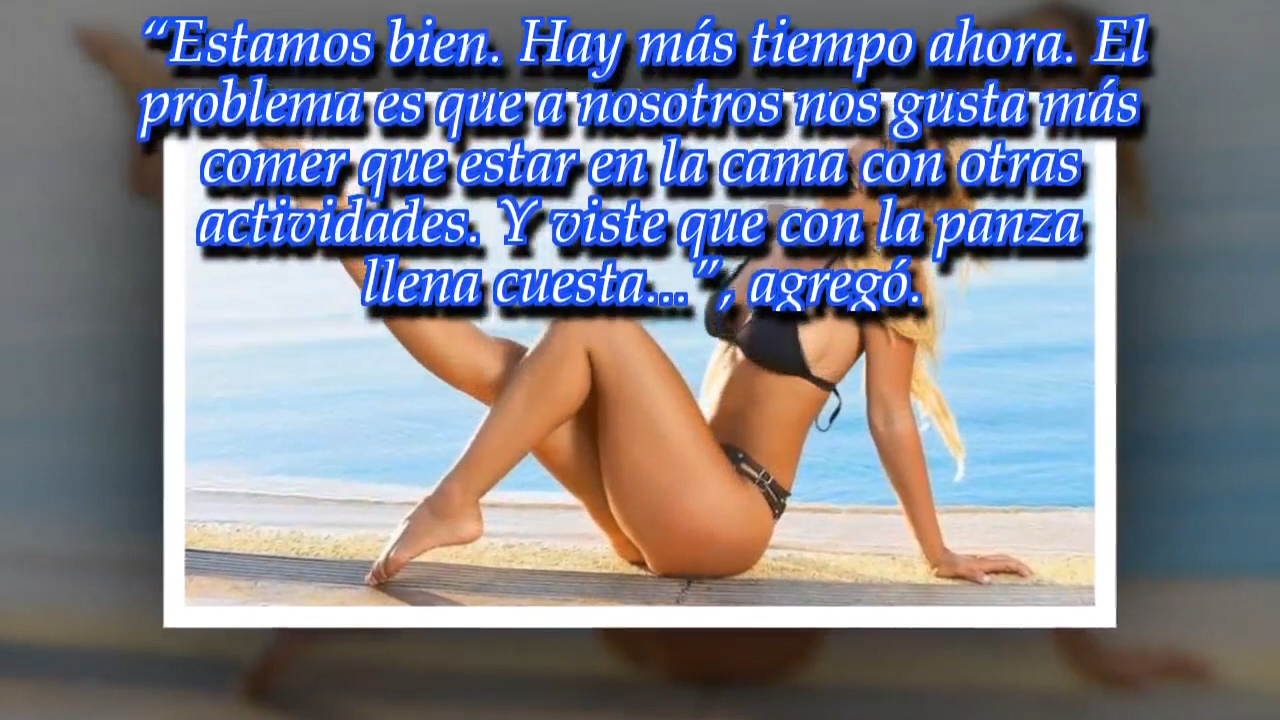 “Estamos bien. Hay más tiempo ahora. El
problema es que a nosotros nos gusta más
comer que estar en la cama con otras
actividades. Y viste que con la panza
llena cuesta...”, agregó.